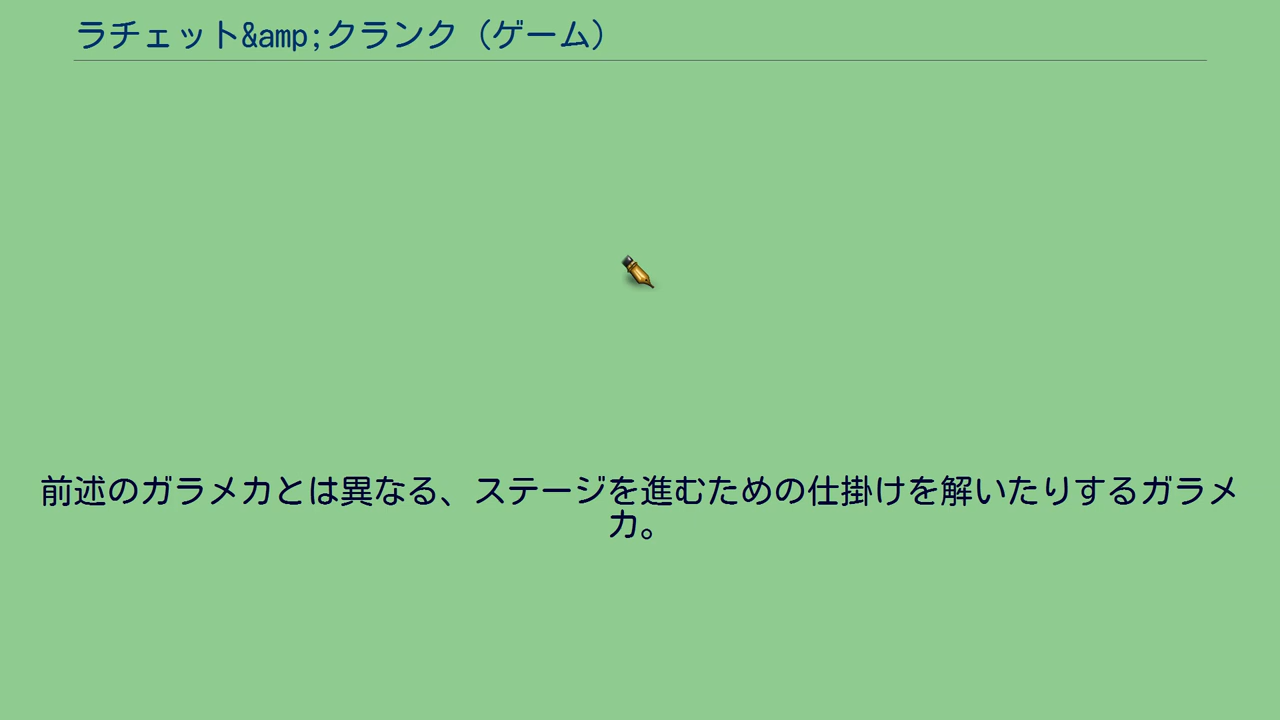 ラチェット&amp;クランク（ゲーム）
前述のガラメカとは異なる、ステージを進むための仕掛けを解いたりするガラメ
カ。